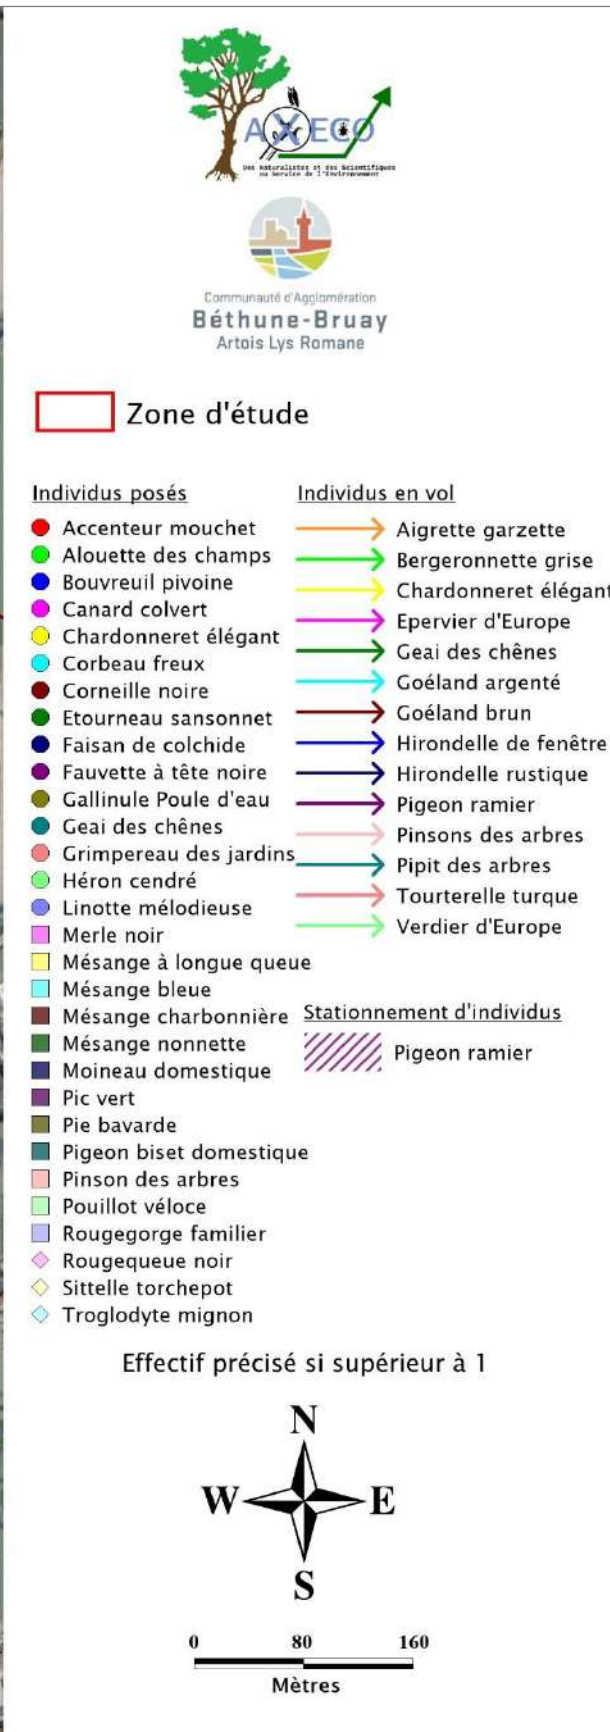 AXECO
Des Naturalistes et des Scientifiques
au Service de l'Environnement
Communauté d'Agglomération
Béthune-Bruay
Artois Lys Romane
Zone d'étude
Individus posés
Accenteur mouchet
Alouette des champs
Bouvreuil pivoine
Canard colvert
Chardonneret élégant
Corbeau freux
Corneille noire
Etourneau sansonnet
Faisan de colchide
Fauvette à tête noire
Gallinule Poule d'eau
Geai des chênes
Grimpereau des jardins
Héron cendré
Linotte mélodieuse
Merle noir
Mésange à longue queue
Mésange bleue
Mésange charbonnière
Mésange nonnette
Moineau domestique
Pic vert
Pie bavarde
Pigeon biset domestique
Pinson des arbres
Pouillot véloce
Rougegorge familier
Rougequeue noir
Sittelle torchepot
Troglodyte mignon
Individus en vol
Aigrette garzette
Bergeronnette grise
Chardonneret élégant
Epervier d'Europe
Geai des chênes
Goéland argenté
Goéland brun
Hirondelle de fenêtre
Hirondelle rustique
Pigeon ramier
Pinsons des arbres
Pipit des arbres
Tourterelle turque
Verdier d'Europe
Stationnement d'individus
Pigeon ramier
Effectif précisé si supérieur à 1
N
W E
S
0 80 160
Mètres